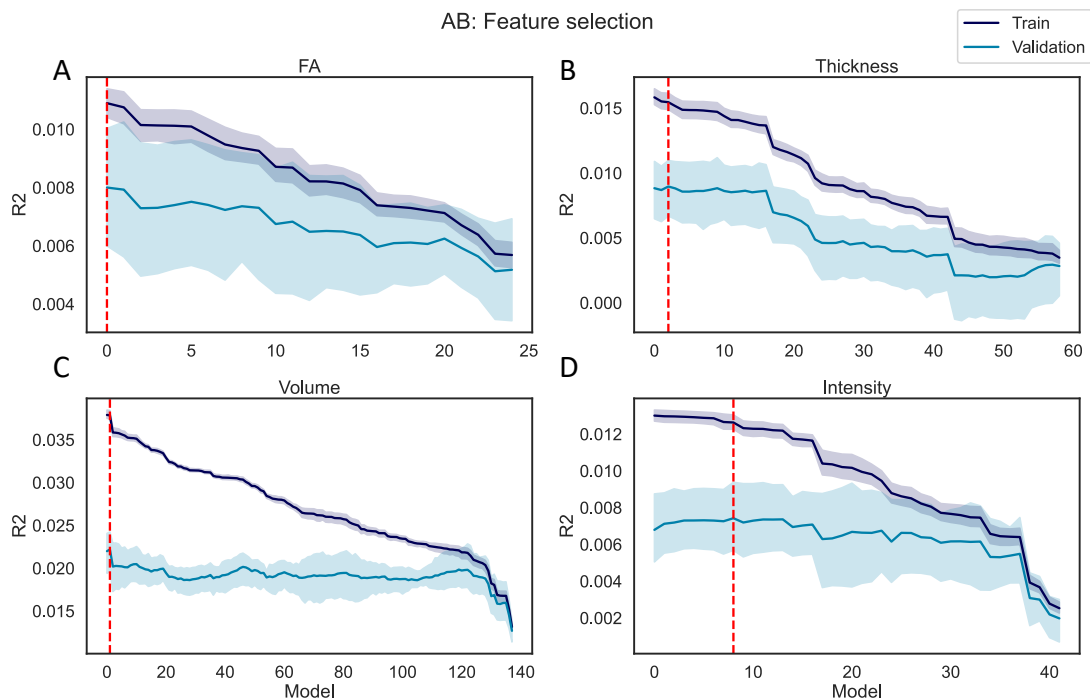 AB: Feature selection
Train
Validation
A
FA
R2
0.010
0.008
0.006
0.004
0
5
10
15
20
25
B
Thickness
R2
0.015
0.010
0.005
0.000
0
10
20
30
40
50
60
C
Volume
R2
0.035
0.030
0.025
0.020
0.015
0
20
40
60
80
100
120
140
Model
D
Intensity
R2
0.012
0.010
0.008
0.006
0.004
0.002
0
10
20
30
40
Model